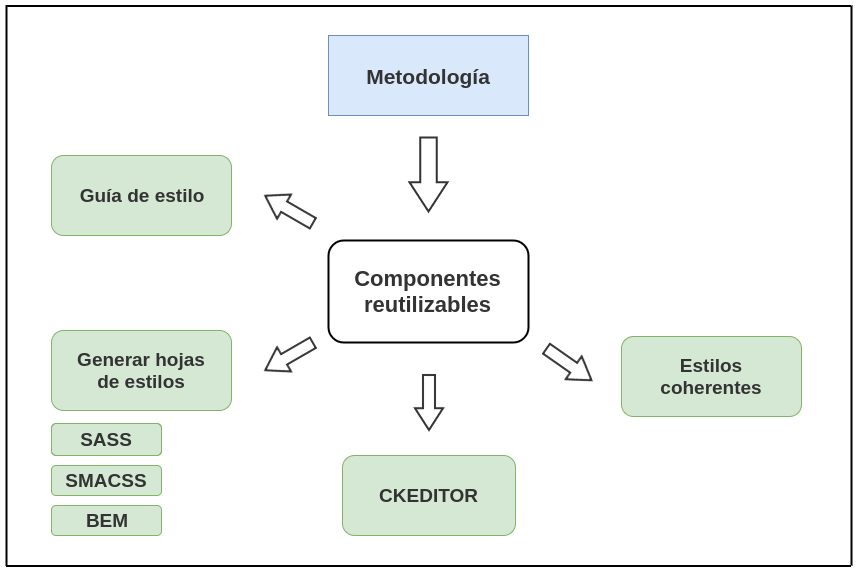 Metodología
Guía de estilo
Componentes
reutilizables
Generar hojas
de estilos
Estilos
coherentes
SASS
SMACSS
BEM
CKEDITOR